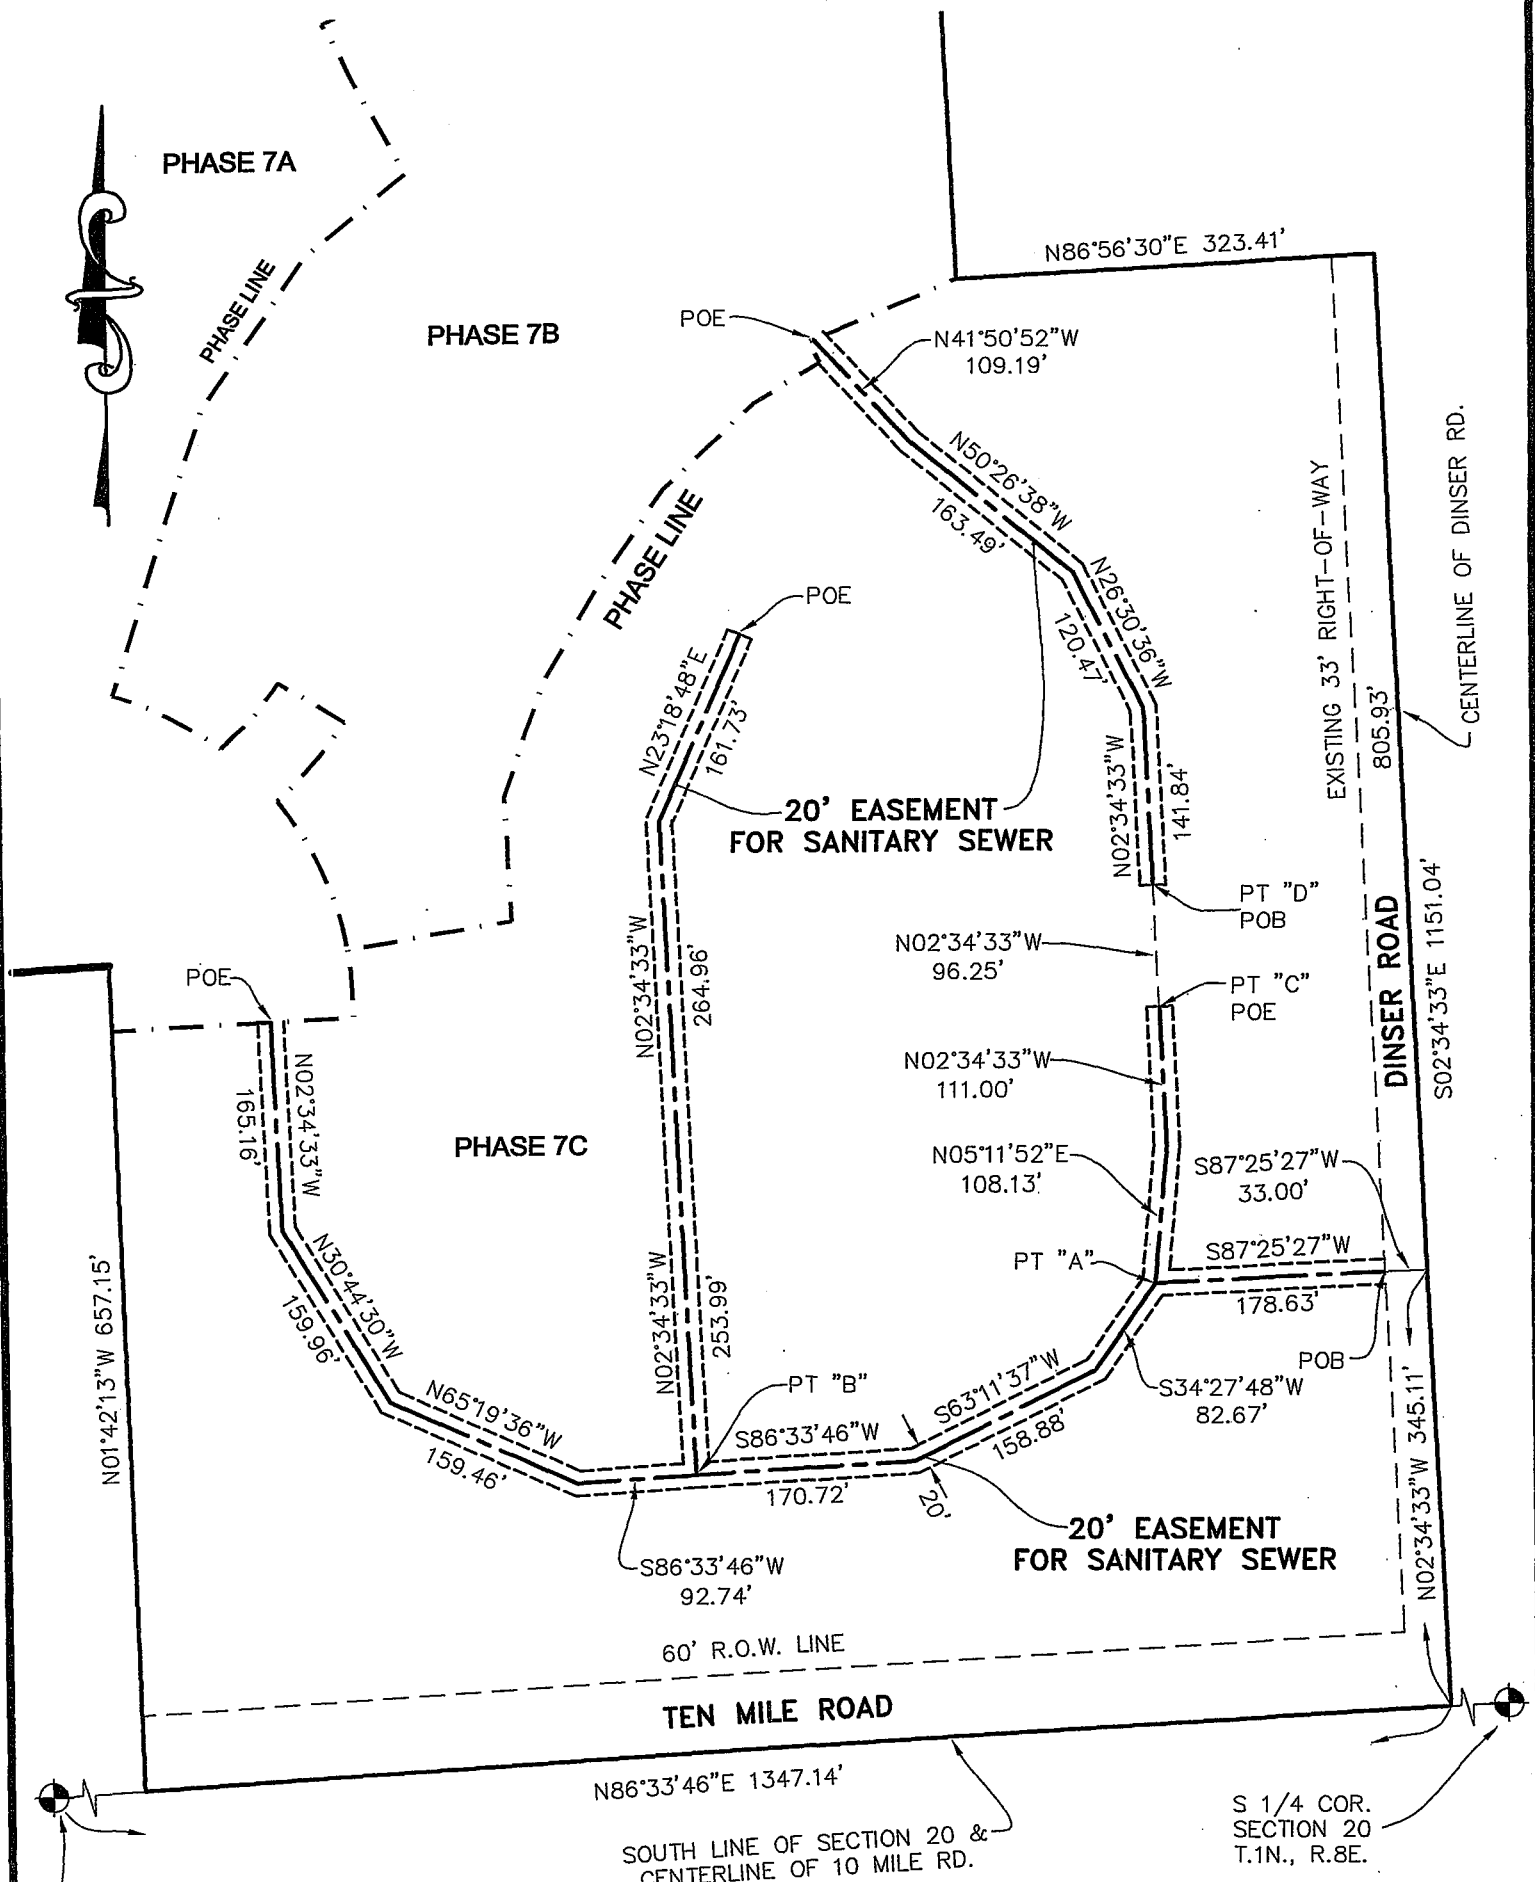 PHASE 7A
PHASE LINE
PHASE 7B
N86°56'30"E 323.41'
POE
N41°50'52"W
109.19'
N50°26'38"W
163.49'
N26°30'36"W
120.47'
PHASE LINE
EXISTING 33' RIGHT-OF-WAY
805.93'
CENTERLINE OF DINSER RD.
POE
N23°18'48"E
161.73'
20' EASEMENT
FOR SANITARY SEWER
N02°34'33"W
141.84'
PT "D"
POB
N02°34'33"W
96.25'
PT "C"
POE
DINSER ROAD
S02°34'33"E 1151.04'
N02°34'33"W
264.96'
POE
N02°34'33"W
165.16'
N02°34'33"W
111.00'
PHASE 7C
N05°11'52"E
108.13'
S87°25'27"W
33.00'
PT "A"
S87°25'27"W
178.63'
POB
N01°42'13"W 657.15'
N30°44'30"W
159.96'
N02°34'33"W
253.99'
PT "B"
N65°19'36"W
159.46'
S86°33'46"W
170.72'
S63°11'37"W
158.88'
S34°27'48"W
82.67'
20'
N02°34'33"W 345.11'
20' EASEMENT
FOR SANITARY SEWER
S86°33'46"W
92.74'
60' R.O.W. LINE
TEN MILE ROAD
N86°33'46"E 1347.14'
SOUTH LINE OF SECTION 20 &
CENTERLINE OF 10 MILE RD.
S 1/4 COR.
SECTION 20
T.1N., R.8E.